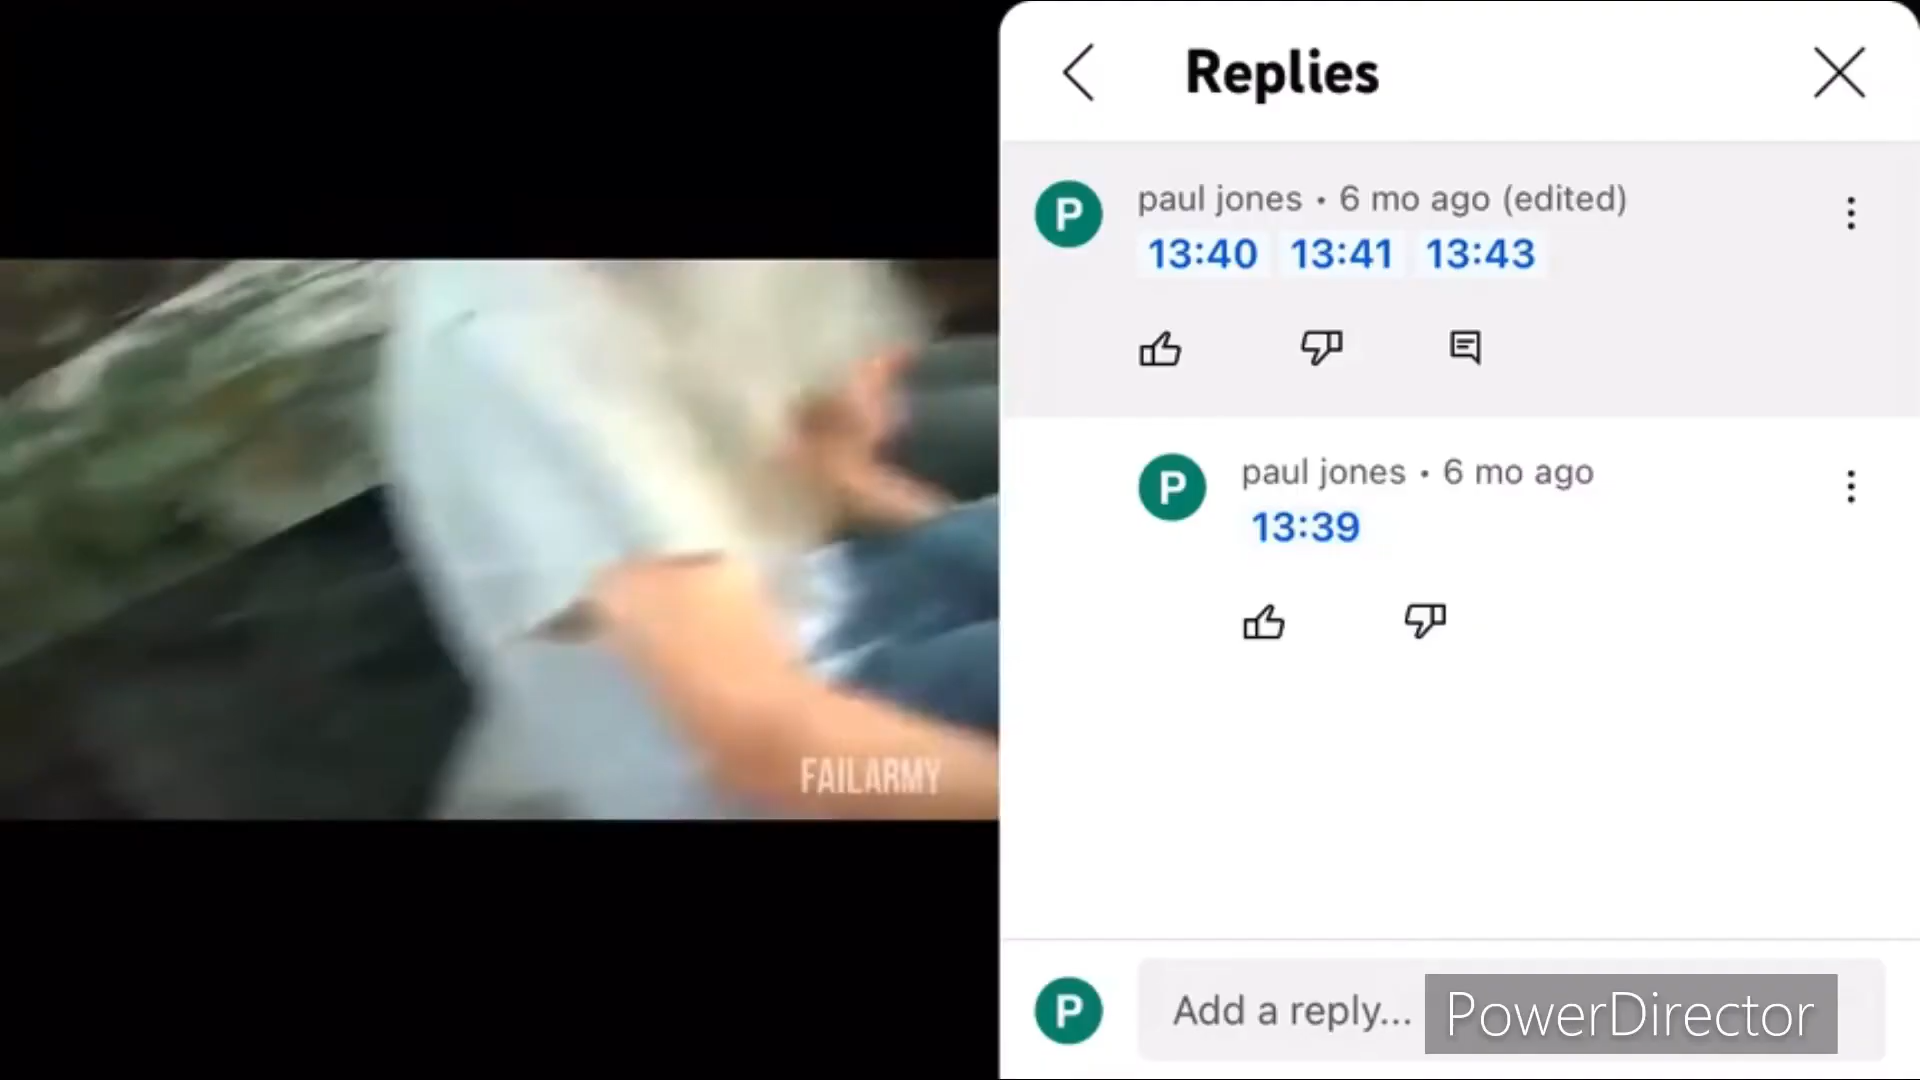 Replies
P
paul jones • 6 mo ago (edited)
13:40 13:41 13:43
P
paul jones • 6 mo ago
13:39
FAILARMY
P
Add a reply...
PowerDirector